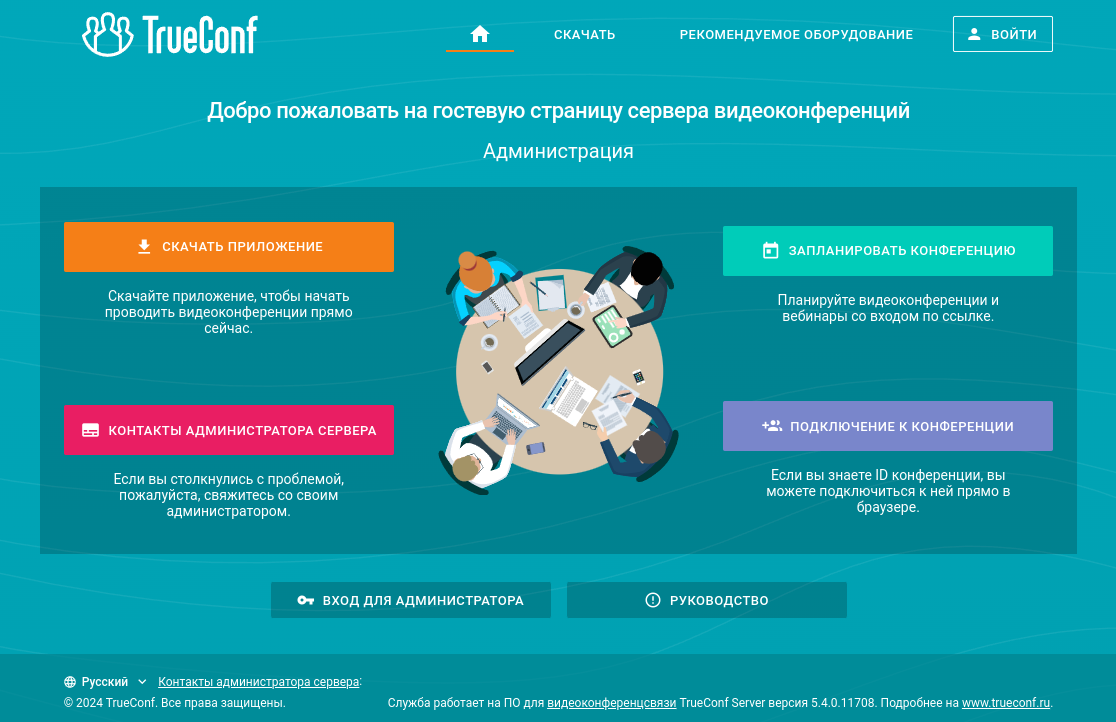 TrueConf
СКАЧАТЬ
РЕКОМЕНДУЕМОЕ ОБОРУДОВАНИЕ
ВОЙТИ
Добро пожаловать на гостевую страницу сервера видеоконференций
Администрация
СКАЧАТЬ ПРИЛОЖЕНИЕ
Скачайте приложение, чтобы начать
проводить видеоконференции прямо
сейчас.
ЗАПЛАНИРОВАТЬ КОНФЕРЕНЦИЮ
Планируйте видеоконференции и
вебинары со входом по ссылке.
КОНТАКТЫ АДМИНИСТРАТОРА СЕРВЕРА
Если вы столкнулись с проблемой,
пожалуйста, свяжитесь со своим
администратором.
ПОДКЛЮЧЕНИЕ К КОНФЕРЕНЦИИ
Если вы знаете ID конференции, вы
можете подключиться к ней прямо в
браузере.
ВХОД ДЛЯ АДМИНИСТРАТОРА
РУКОВОДСТВО
Русский
Контакты администратора сервера:
© 2024 TrueConf. Все права защищены.
Служба работает на ПО для видеоконференцсвязи TrueConf Server версия 5.4.0.11708. Подробнее на www.trueconf.ru.